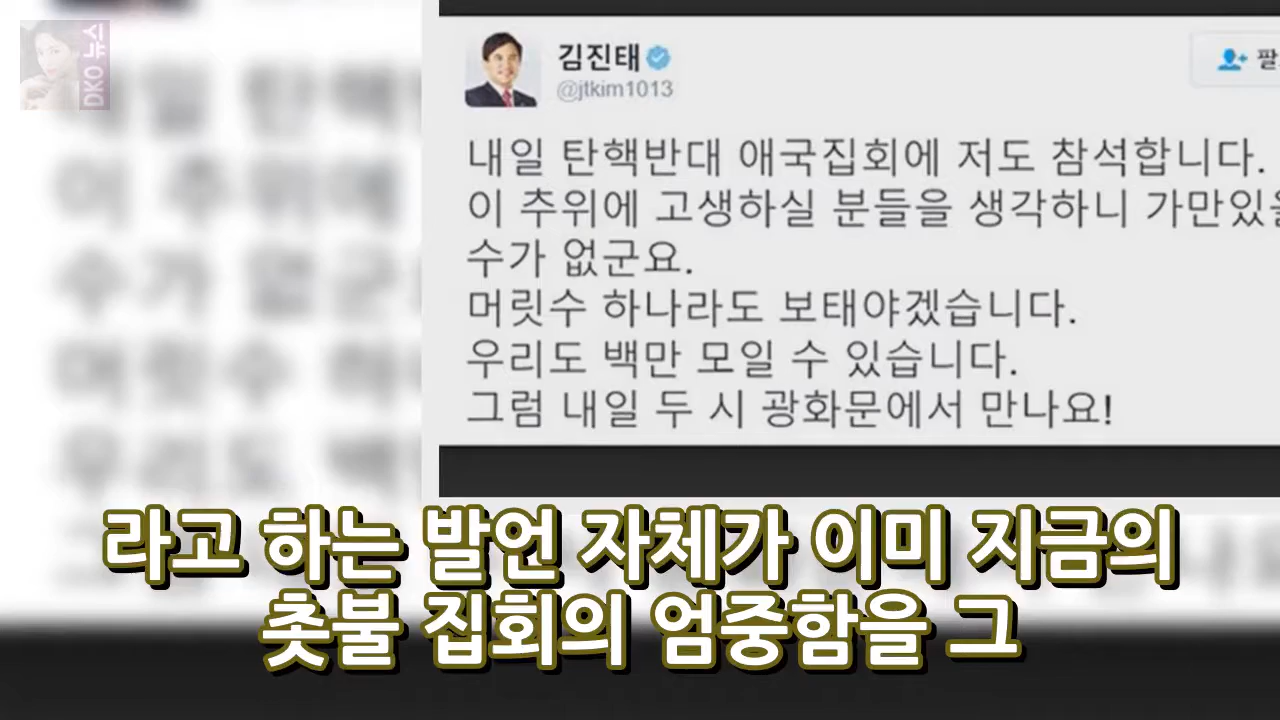 DKO 뉴스
김진태
@jtkim1013
팔
내일 탄핵반대 애국집회에 저도 참석합니다.
이 추위에 고생하실 분들을 생각하니 가만있을
수가 없군요.
머릿수 하나라도 보태야겠습니다.
우리도 백만 모일 수 있습니다.
그럼 내일 두 시 광화문에서 만나요!
라고 하는 발언 자체가 이미 지금의
촛불 집회의 엄중함을 그